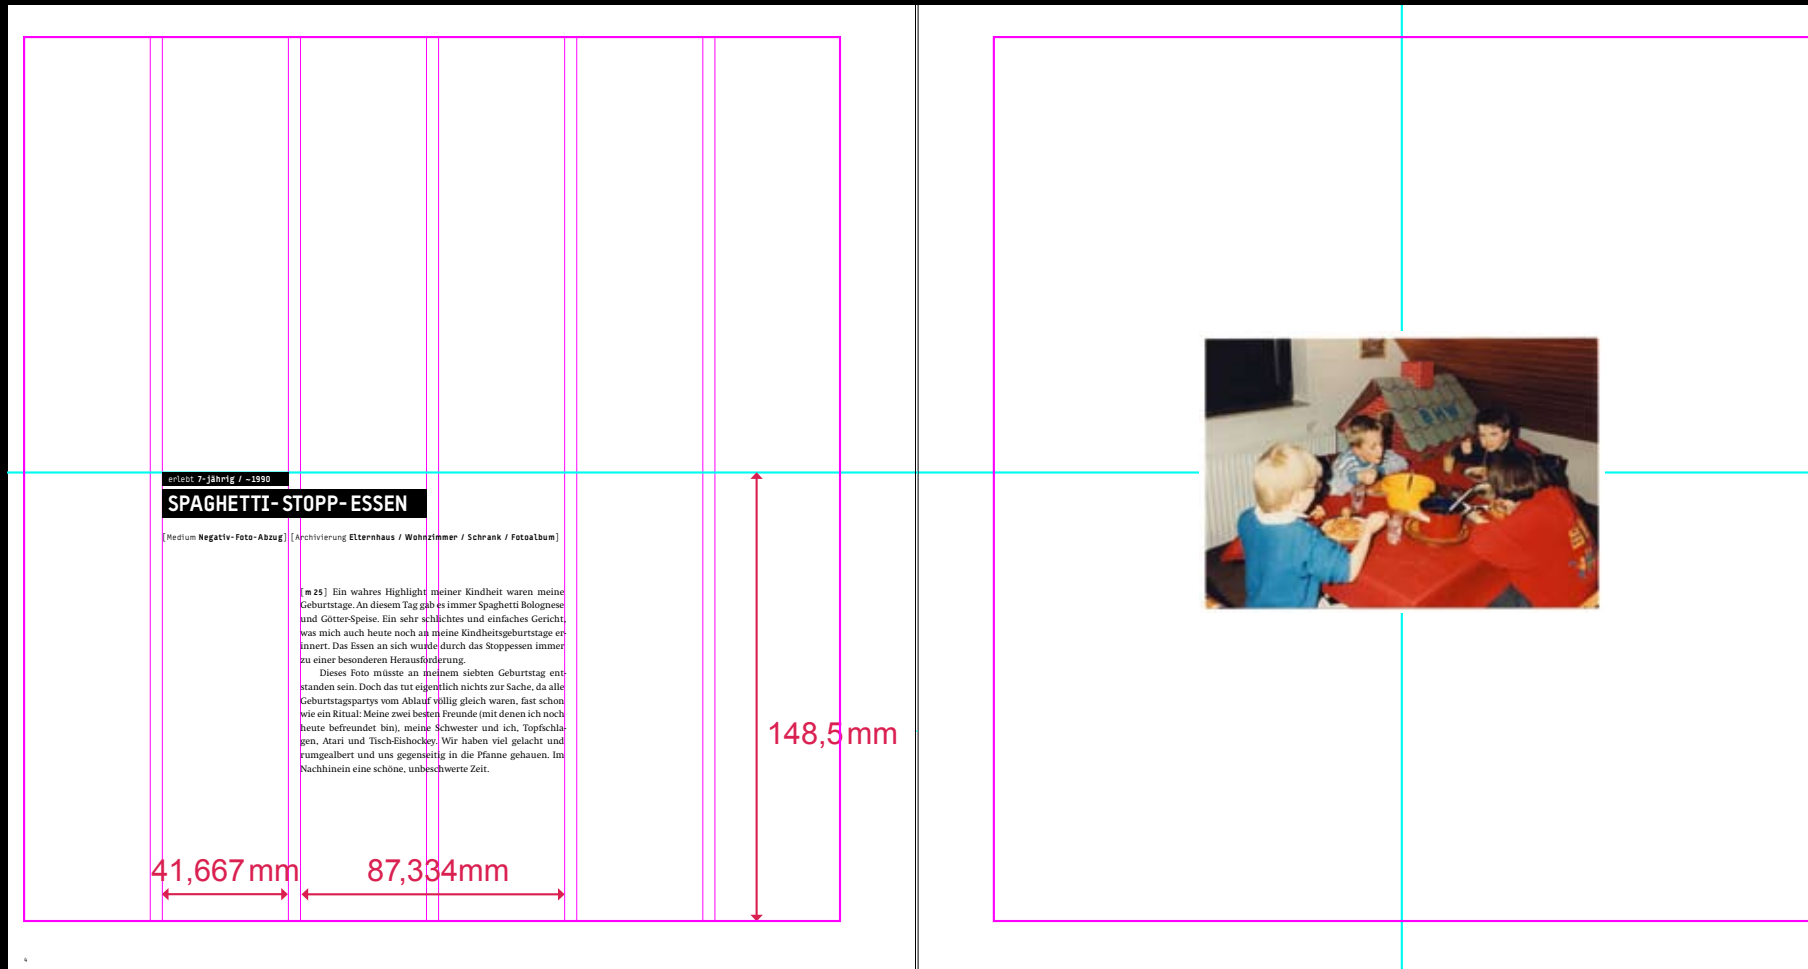 erlebt 7-jährig / ~1990
SPAGHETTI-STOPP-ESSEN
[Medium Negativ-Foto-Abzug] [Archivierung Elternhaus / Wohnzimmer / Schrank / Fotoalbum]
[m 25] Ein wahres Highlight meiner Kindheit waren meine
Geburtstage. An diesem Tag gab es immer Spaghetti Bolognese
und Götter-Speise. Ein sehr schlichtes und einfaches Gericht,
was mich auch heute noch an meine Kindheitsgeburtstage er-
innert. Das Essen an sich wurde durch das Stoppessen immer
zu einer besonderen Herausforderung.
Dieses Foto müsste an meinem siebten Geburtstag ent-
standen sein. Doch das tut eigentlich nichts zur Sache, da alle
Geburtstagspartys vom Ablauf völlig gleich waren, fast schon
wie ein Ritual: Meine zwei besten Freunde (mit denen ich noch
heute befreundet bin), meine Schwester und ich, Topfschla-
gen, Atari und Tisch-Eishockey. Wir haben viel gelacht und
rumgealbert und uns gegenseitig in die Pfanne gehauen. Im
Nachhinein eine schöne, unbeschwerte Zeit.
148,5 mm
41,667 mm
87,334mm
4
BMW